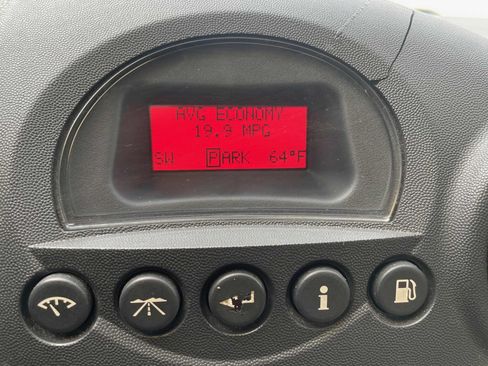 AVG ECONOMY
19.9 MPG
SW PARK 64°F
i